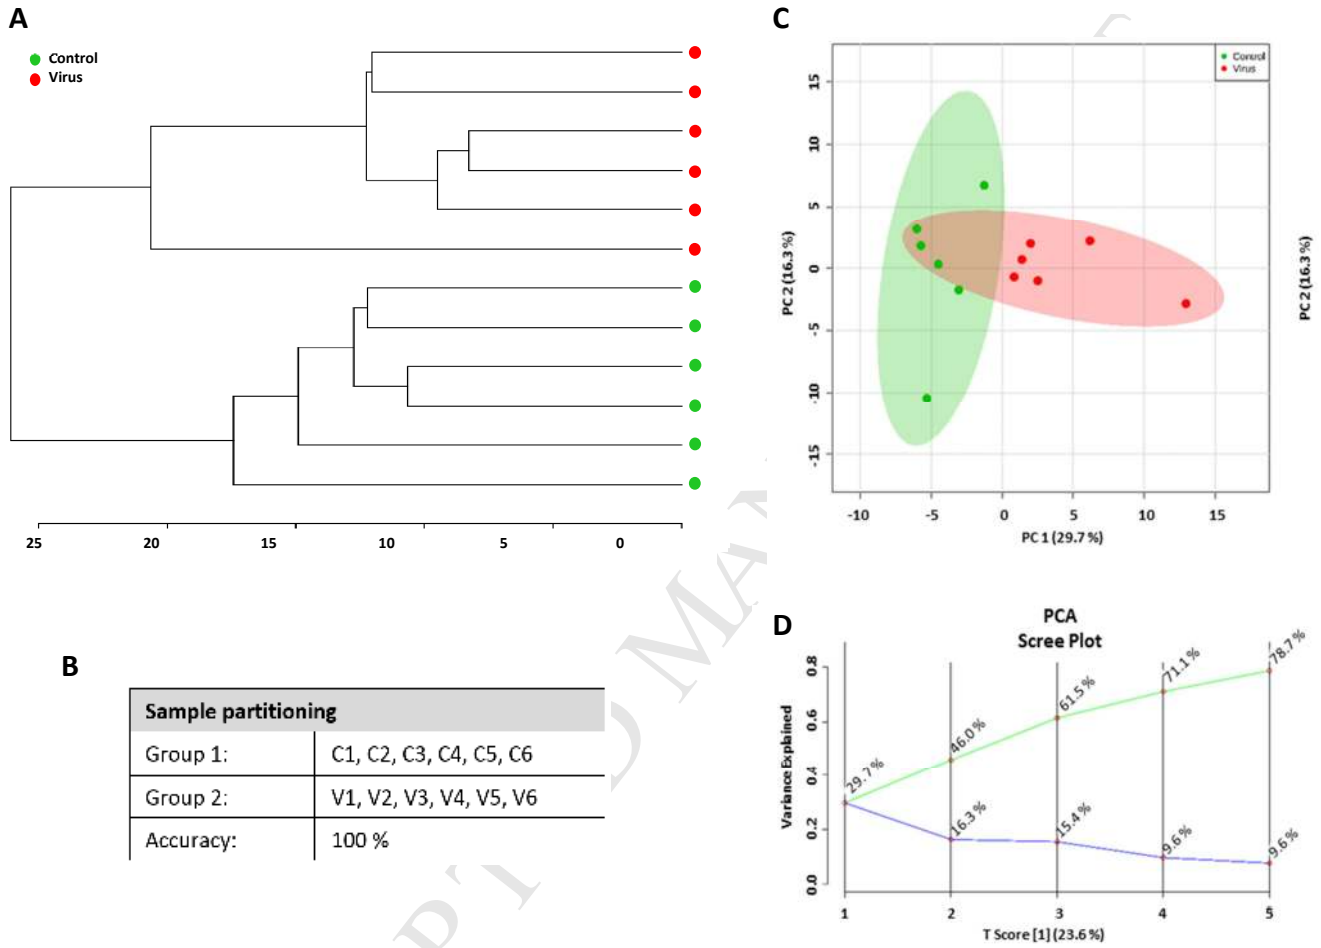 A
Control
Virus
25 20 15 10 5 0
B
Sample partitioning
Group 1: C1, C2, C3, C4, C5, C6
Group 2: V1, V2, V3, V4, V5, V6
Accuracy: 100 %
C
Control
Virus
15
10
5
0
-5
-10
-15
PC 2 (16.3 %)
-10 -5 0 5 10 15
PC 1 (29.7 %)
PC 2 (16.3 %)
D
PCA
Scree Plot
Variance Explained
0.8
0.6
0.4
0.2
0.0
29.7 %
46.0 %
61.5 %
71.1 %
78.7 %
16.3 %
15.4 %
9.6 %
9.6 %
1 2 3 4 5
T Score [1] (23.6 %)
PT
D MAN